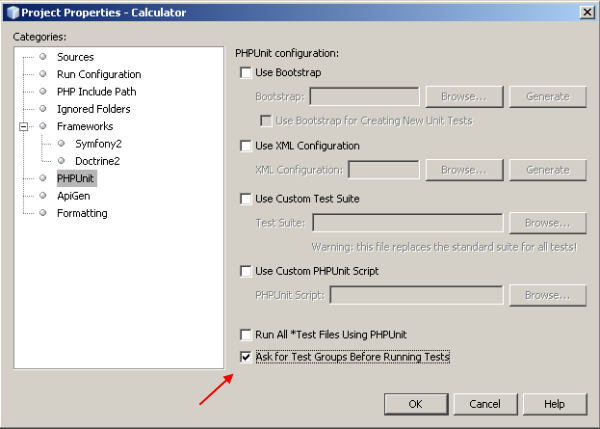 Project Properties - Calculator
Categories:
Sources
Run Configuration
PHP Include Path
Ignored Folders
Frameworks
Symfony2
Doctrine2
PHPUnit
ApiGen
Formatting
PHPUnit configuration:
Use Bootstrap
Bootstrap: Browse... Generate
Use Bootstrap for Creating New Unit Tests
Use XML Configuration
XML Configuration: Browse... Generate
Use Custom Test Suite
Test Suite: Browse...
Warning: this file replaces the standard suite for all tests!
Use Custom PHPUnit Script
PHPUnit Script: Browse...
Run All *Test Files Using PHPUnit
Ask for Test Groups Before Running Tests
OK Cancel Help